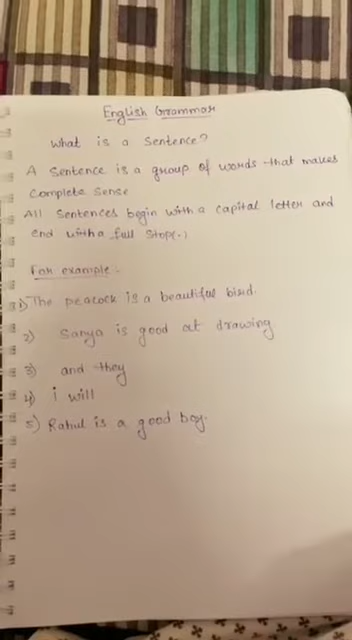 English Grammar
What is a Sentence?
A Sentence is a group of words that makes
Complete Sense
All Sentences begin with a capital letter and
end with a full Stop(.)
For example :-
1) The peacock is a beautiful bird.
2) Sanya is good at drawing
3) and they
4) i will
5) Rahul is a good boy.